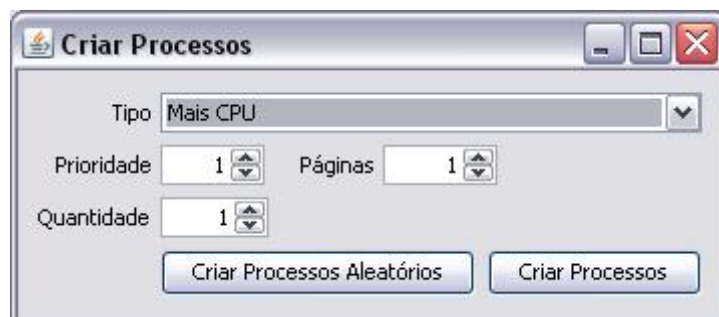 Criar Processos
Tipo Mais CPU
Prioridade 1 Páginas 1
Quantidade 1
Criar Processos Aleatórios Criar Processos